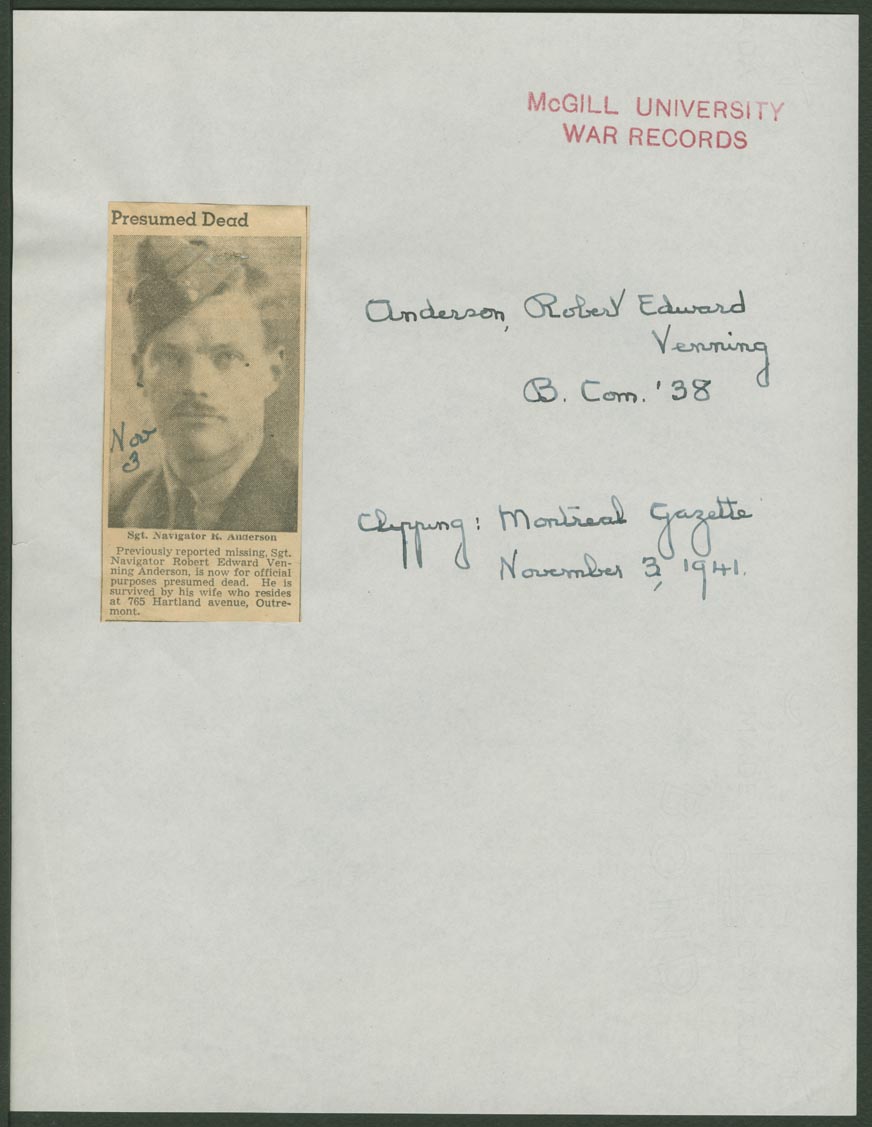 McGILL UNIVERSITY
WAR RECORDS
Presumed Dead
Nov
3
Sgt. Navigator R. Anderson
Previously reported missing, Sgt.
Navigator Robert Edward Ven-
ning Anderson, is now for official
purposes presumed dead. He is
survived by his wife who resides
at 765 Hartland avenue, Outre-
mont.
Anderson, Robert Edward
Venning
B. Com. '38
Clipping: Montreal Gazette
November 3, 1941.